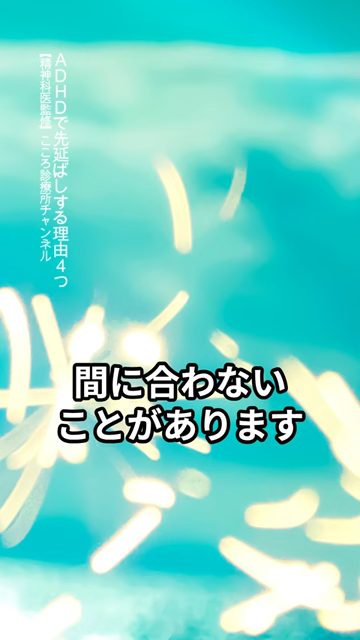 ADHDで先延ばしする理由4つ
【精神科医監修】こころ診療所チャンネル
間に合わない
ことがあります